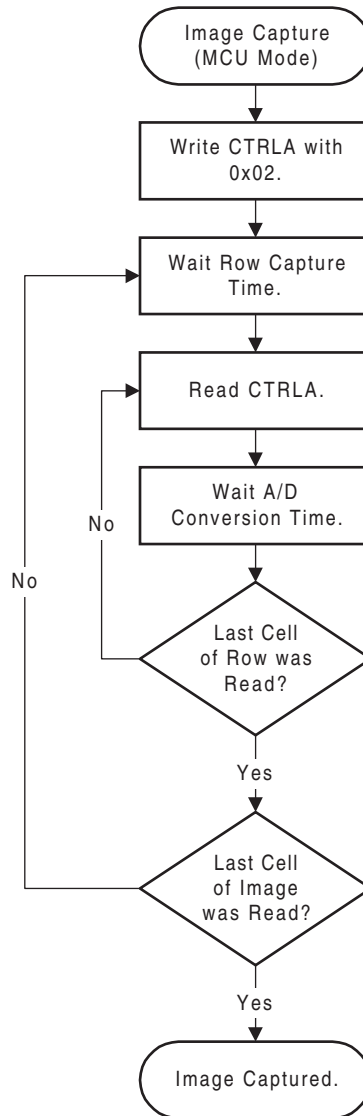 Image Capture
(MCU Mode)
Write CTRLA with
0x02.
Wait Row Capture
Time.
Read CTRLA.
Wait A/D
Conversion Time.
No
No
Last Cell
of Row was
Read?
Yes
Last Cell
of Image
was Read?
Yes
Image Captured.